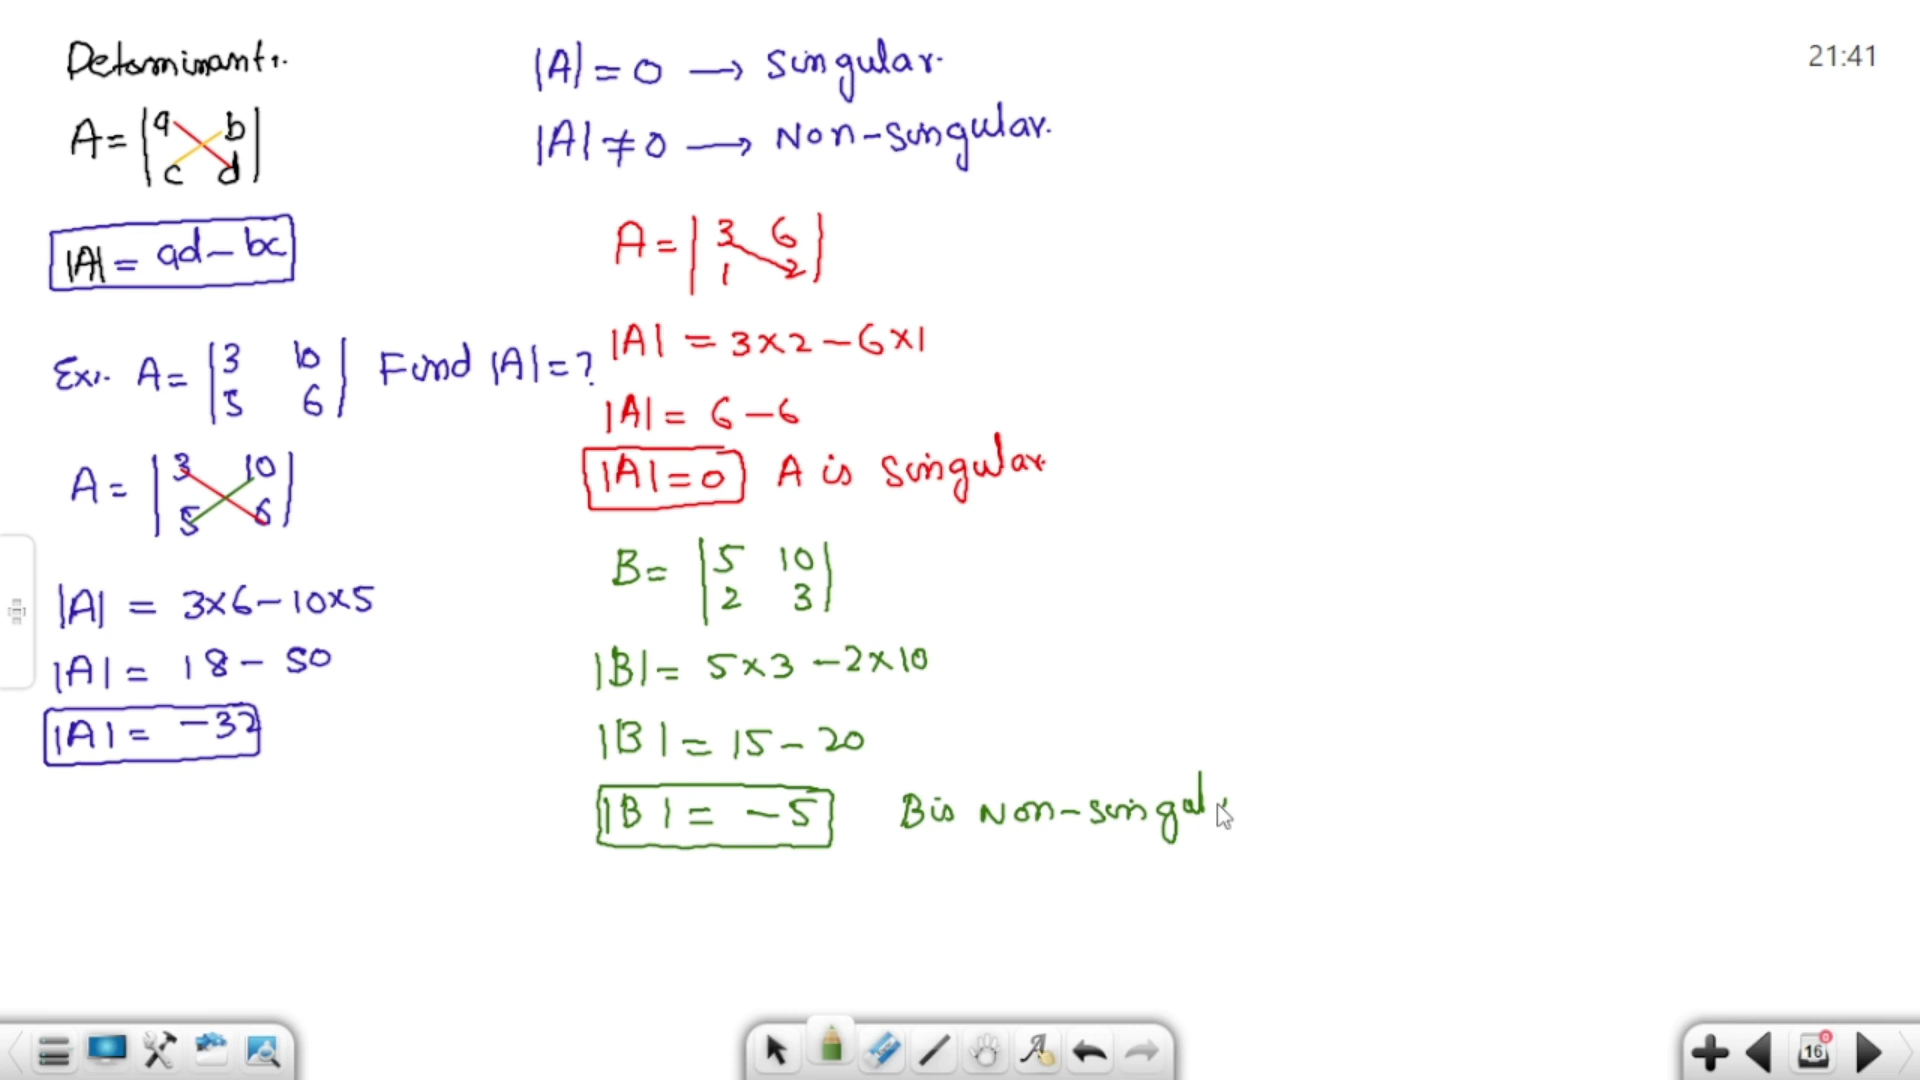 Determinant:.
A = |a b|
|c d|
|A| = ad - bc
Ex:. A = |3 10| Find |A| = ?
|5 6|
A = |3 10|
|5 6|
|A| = 3×6 - 10×5
|A| = 18 - 50
|A| = -32
|A| = 0 → Singular.
|A| ≠ 0 → Non-singular.
A = |3 6|
|1 2|
|A| = 3×2 - 6×1
|A| = 6 - 6
|A| = 0 A is Singular.
B = |5 10|
|2 3|
|B| = 5×3 - 2×10
|B| = 15 - 20
|B| = -5 B is Non-singul
21:41
16